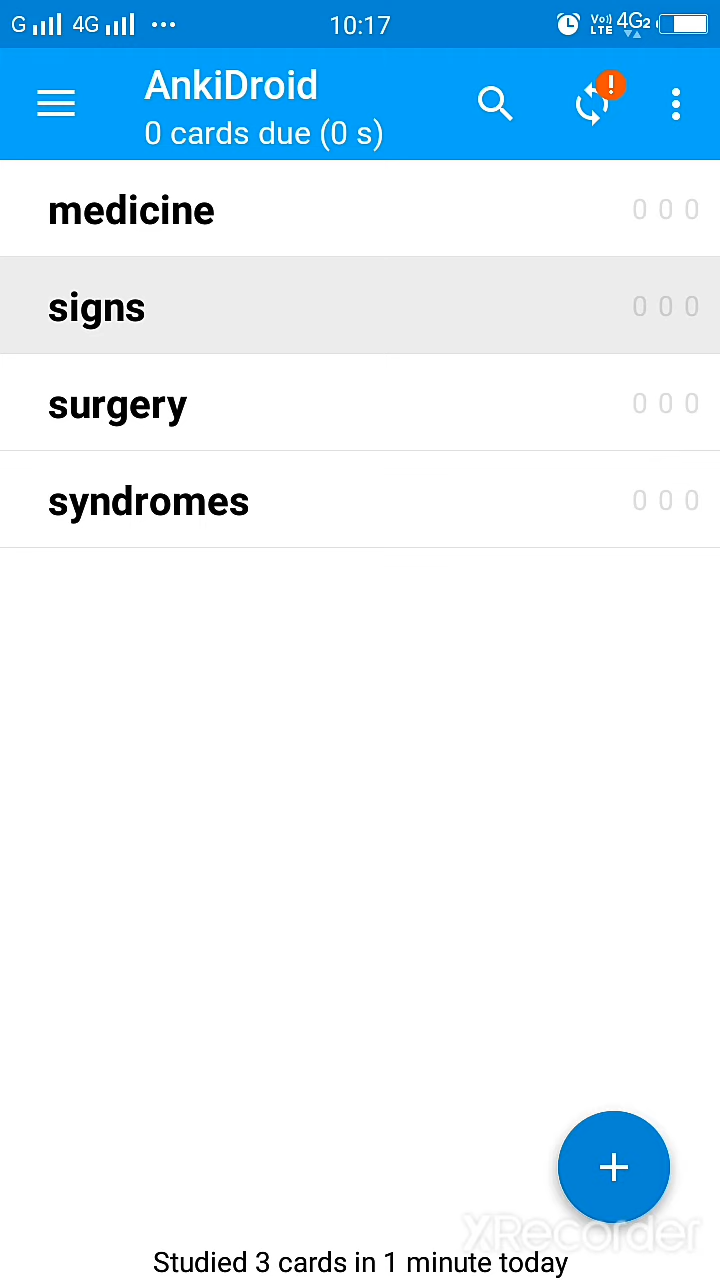 G 4G ... 10:17 Vo)) LTE 4G2
AnkiDroid
0 cards due (0 s)
medicine 0 0 0
signs 0 0 0
surgery 0 0 0
syndromes 0 0 0
XRecorder
Studied 3 cards in 1 minute today